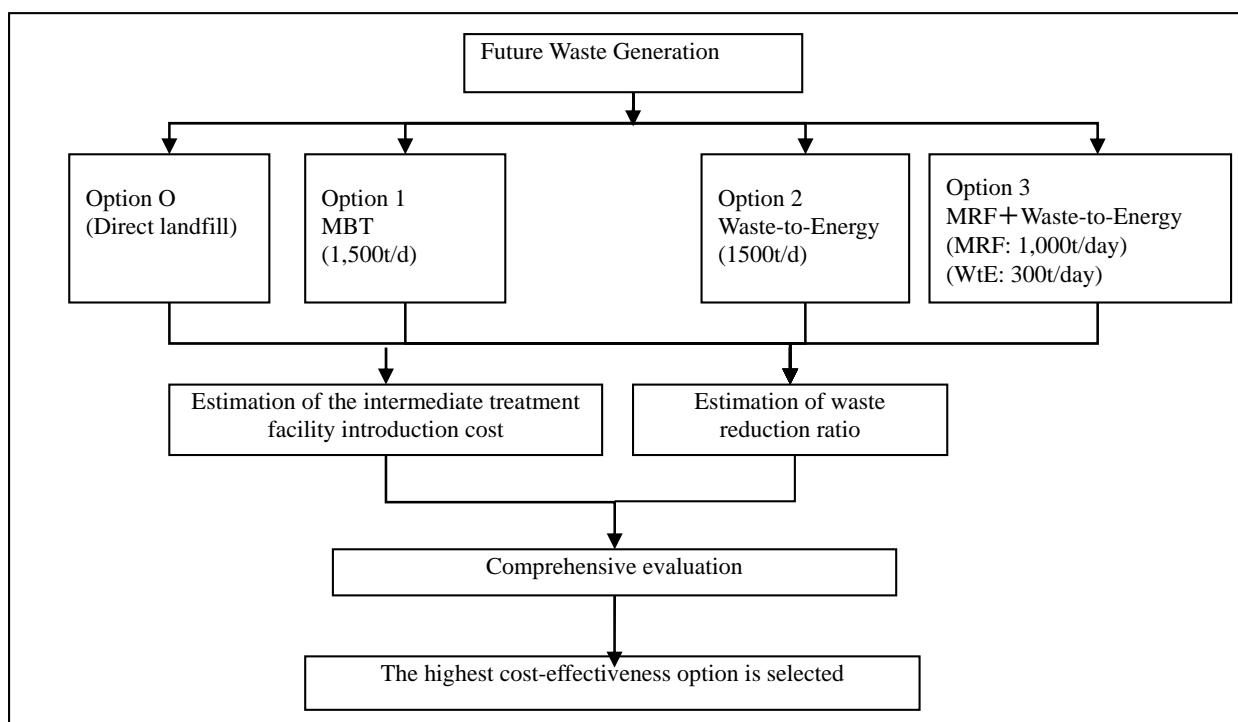 Future Waste Generation
Option O
(Direct landfill)
Option 1
MBT
(1,500t/d)
Option 2
Waste-to-Energy
(1500t/d)
Option 3
MRF＋Waste-to-Energy
(MRF: 1,000t/day)
(WtE: 300t/day)
Estimation of the intermediate treatment
facility introduction cost
Estimation of waste
reduction ratio
Comprehensive evaluation
The highest cost-effectiveness option is selected